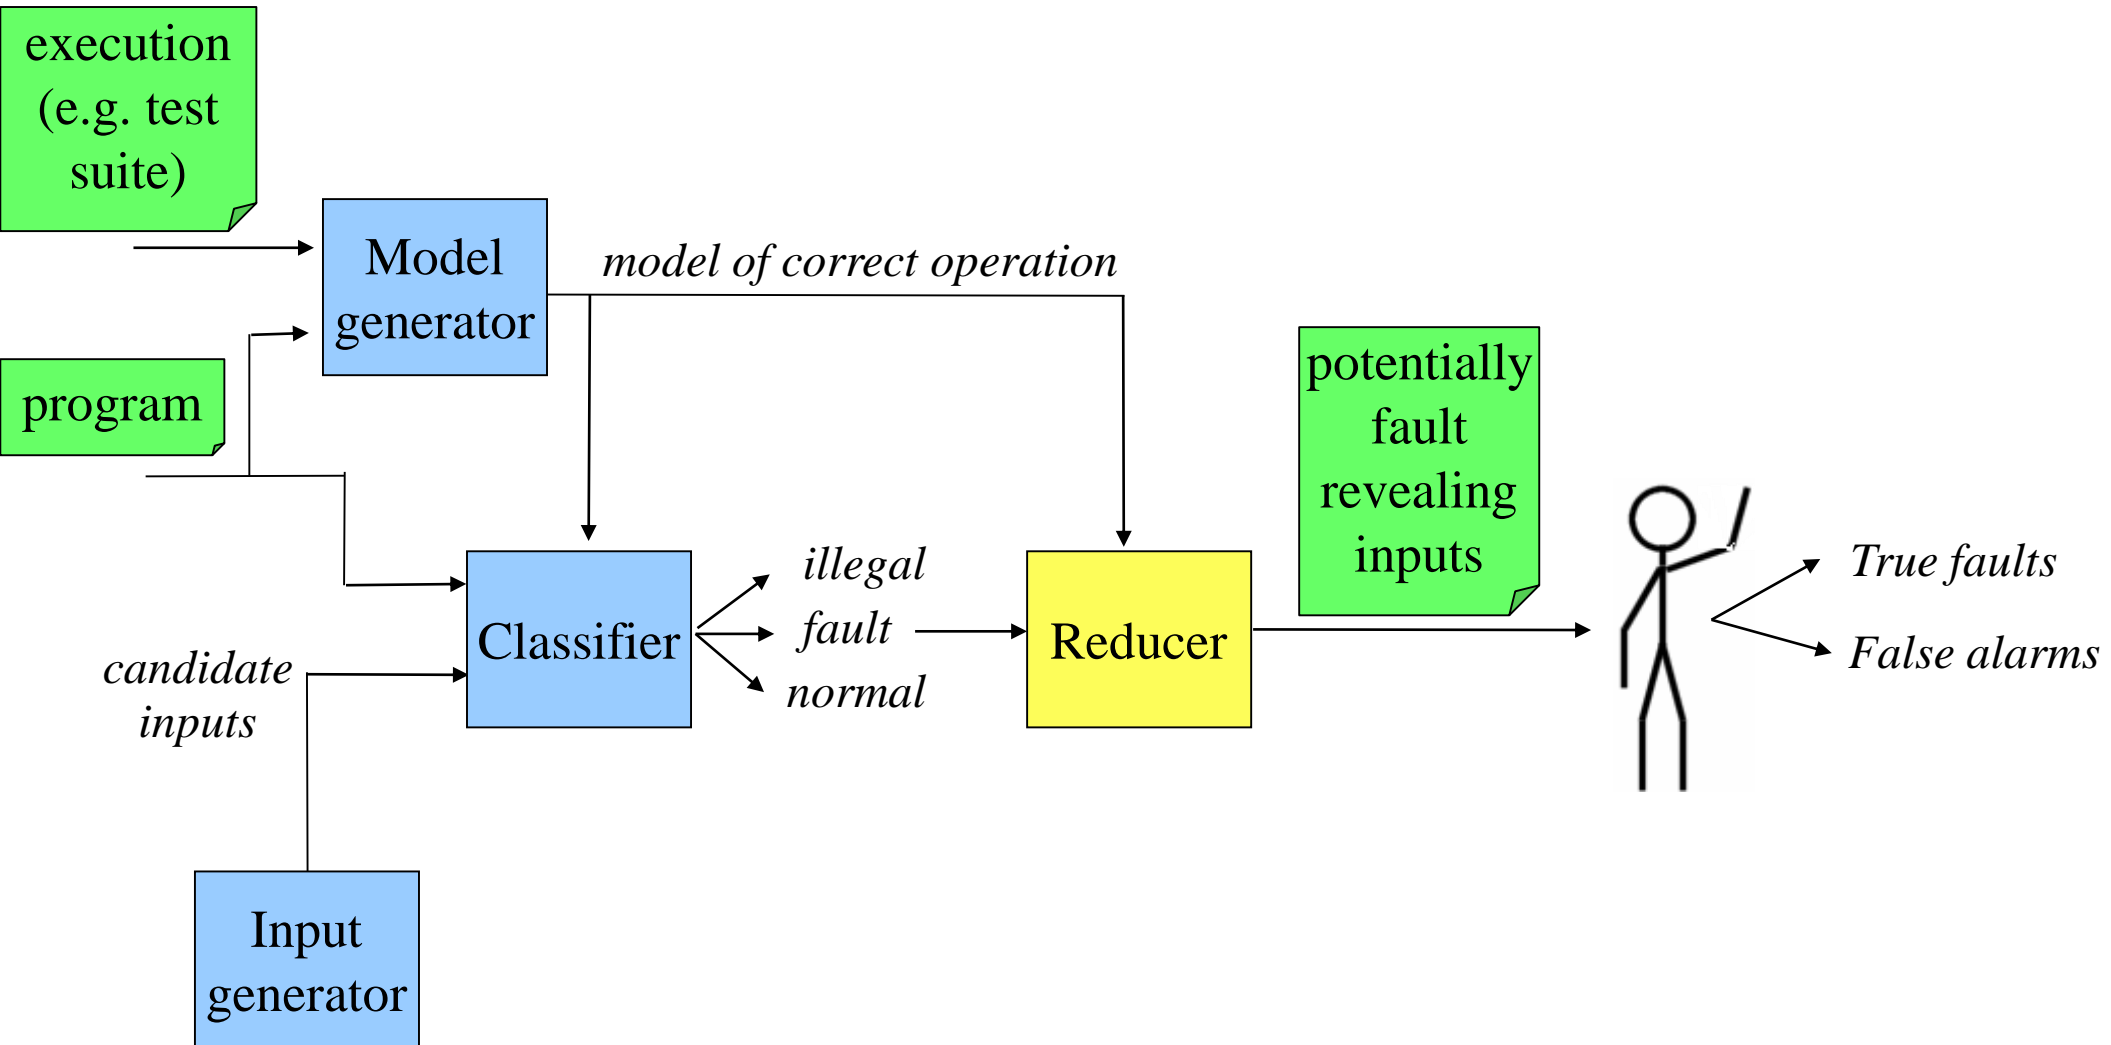 execution
(e.g. test
suite)
Model
generator
model of correct operation
program
potentially
fault
revealing
inputs
illegal
fault
normal
Classifier
Reducer
True faults
False alarms
candidate
inputs
Input
generator